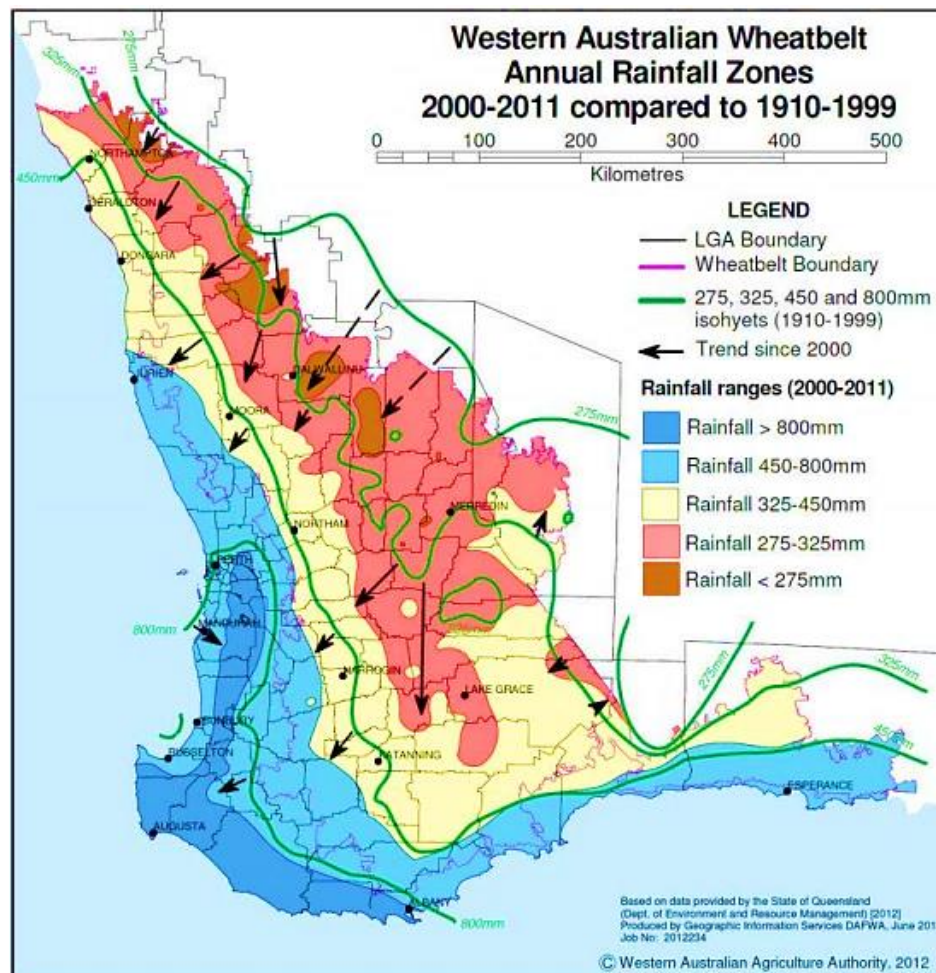 Western Australian Wheatbelt
Annual Rainfall Zones
2000-2011 compared to 1910-1999
0 100 200 300 400 500
Kilometres
LEGEND
LGA Boundary
Wheatbelt Boundary
275, 325, 450 and 800mm
isohyets (1910-1999)
Trend since 2000
Rainfall ranges (2000-2011)
Rainfall > 800mm
Rainfall 450-800mm
Rainfall 325-450mm
Rainfall 275-325mm
Rainfall < 275mm
325mm
275mm
NORTHAMPTON
450mm
GERALDTON
DONGARA
JURIEN
DALWALLINU
MOORA
275mm
MERREDIN
NORTHAM
PERTH
800mm
MANDURAH
NARROGIN
LAKE GRACE
275mm
325mm
BUNBURY
BUSSELTON
KATANNING
450mm
ESPERANCE
AUGUSTA
ALBANY
800mm
Based on data provided by the State of Queensland
(Dept. of Environment and Resource Management) [2012]
Produced by Geographic Information Services DAFWA, June 201
Job No: 2012234
© Western Australian Agriculture Authority, 2012